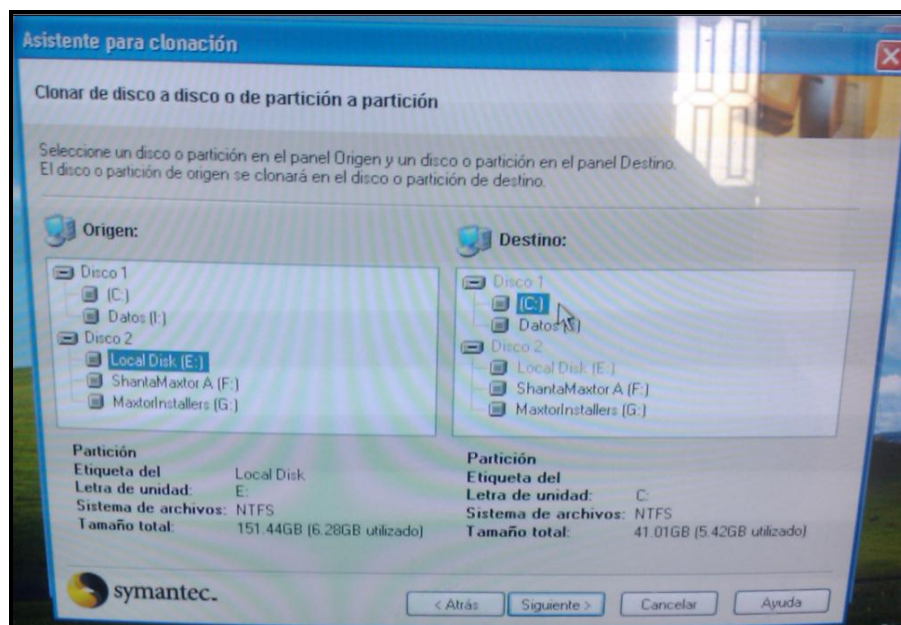 Asistente para clonación
Clonar de disco a disco o de partición a partición
Seleccione un disco o partición en el panel Origen y un disco o partición en el panel Destino.
El disco o partición de origen se clonará en el disco o partición de destino.
Origen:
Disco 1
(C:)
Datos (I:)
Disco 2
Local Disk (E:)
ShantaMaxtor A (F:)
MaxtorInstallers (G:)
Partición
Etiqueta del Local Disk
Letra de unidad: E:
Sistema de archivos: NTFS
Tamaño total: 151.44GB (6.28GB utilizado)
Destino:
Disco 1
(C:)
Datos
Disco 2
Local Disk (E:)
ShantaMaxtor A (F:)
MaxtorInstallers (G:)
Partición
Etiqueta del
Letra de unidad: C:
Sistema de archivos: NTFS
Tamaño total: 41.01GB (5.42GB utilizado)
symantec.
< Atrás
Siguiente >
Cancelar
Ayuda